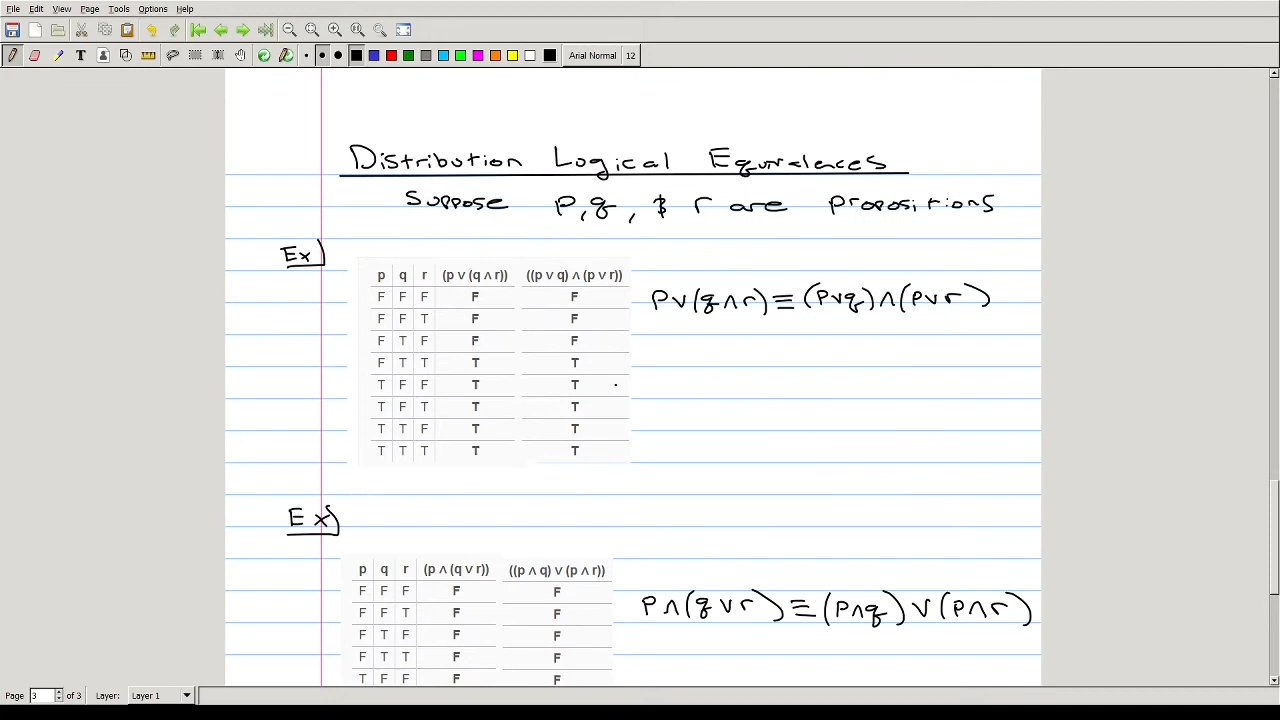 File Edit View Page Tools Options Help
Arial Normal 12
Distribution Logical Equivalences
Suppose p,q, & r are propositions
Ex)
p q r (p ∨ (q ∧ r)) ((p ∨ q) ∧ (p ∨ r))
F F F F F
F F T F F
F T F F F
F T T T T
T F F T T
T F T T T
T T F T T
T T T T T
p∨(q∧r)≡(p∨q)∧(p∨r)
Ex)
p q r (p ∧ (q ∨ r)) ((p ∧ q) ∨ (p ∧ r))
F F F F F
F F T F F
F T F F F
F T T F F
T F F F F
p∧(q∨r)≡(p∧q)∨(p∧r)
Page 3 of 3 Layer: Layer 1